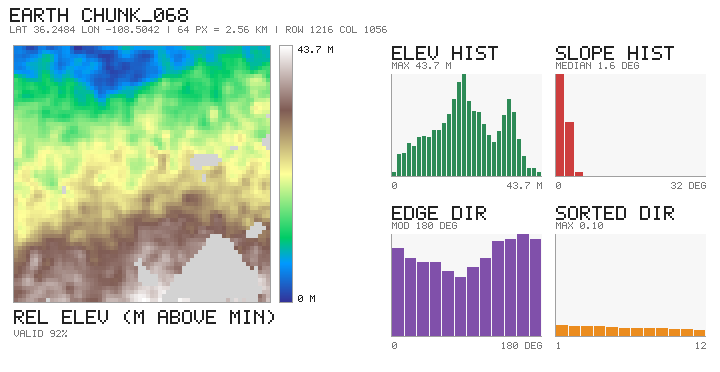 EARTH CHUNK_068
LAT 36.2484 LON -108.5042 | 64 PX = 2.56 KM | ROW 1216 COL 1056
43.7 M
0 M
REL ELEV (M ABOVE MIN)
VALID 92%
ELEV HIST
MAX 43.7 M
0 43.7 M
SLOPE HIST
MEDIAN 1.6 DEG
0 32 DEG
EDGE DIR
MOD 180 DEG
0 180 DEG
SORTED DIR
MAX 0.10
1 12